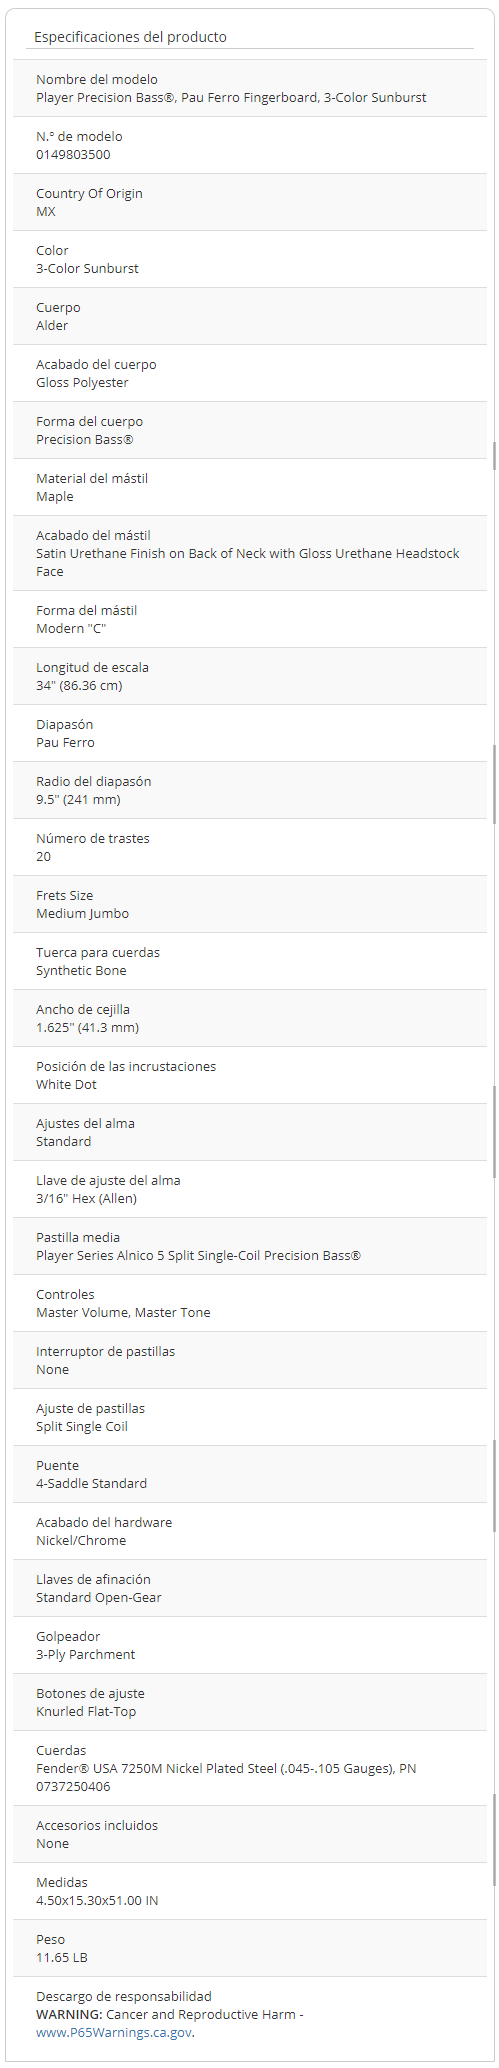 Especificaciones del producto
Nombre del modelo
Player Precision Bass®, Pau Ferro Fingerboard, 3-Color Sunburst
N.º de modelo
0149803500
Country Of Origin
MX
Color
3-Color Sunburst
Cuerpo
Alder
Acabado del cuerpo
Gloss Polyester
Forma del cuerpo
Precision Bass®
Material del mástil
Maple
Acabado del mástil
Satin Urethane Finish on Back of Neck with Gloss Urethane Headstock
Face
Forma del mástil
Modern "C"
Longitud de escala
34" (86.36 cm)
Diapasón
Pau Ferro
Radio del diapasón
9.5" (241 mm)
Número de trastes
20
Frets Size
Medium Jumbo
Tuerca para cuerdas
Synthetic Bone
Ancho de cejilla
1.625" (41.3 mm)
Posición de las incrustaciones
White Dot
Ajustes del alma
Standard
Llave de ajuste del alma
3/16" Hex (Allen)
Pastilla media
Player Series Alnico 5 Split Single-Coil Precision Bass®
Controles
Master Volume, Master Tone
Interruptor de pastillas
None
Ajuste de pastillas
Split Single Coil
Puente
4-Saddle Standard
Acabado del hardware
Nickel/Chrome
Llaves de afinación
Standard Open-Gear
Golpeador
3-Ply Parchment
Botones de ajuste
Knurled Flat-Top
Cuerdas
Fender® USA 7250M Nickel Plated Steel (.045-.105 Gauges), PN
0737250406
Accesorios incluidos
None
Medidas
4.50x15.30x51.00 IN
Peso
11.65 LB
Descargo de responsabilidad
WARNING: Cancer and Reproductive Harm -
www.P65Warnings.ca.gov.